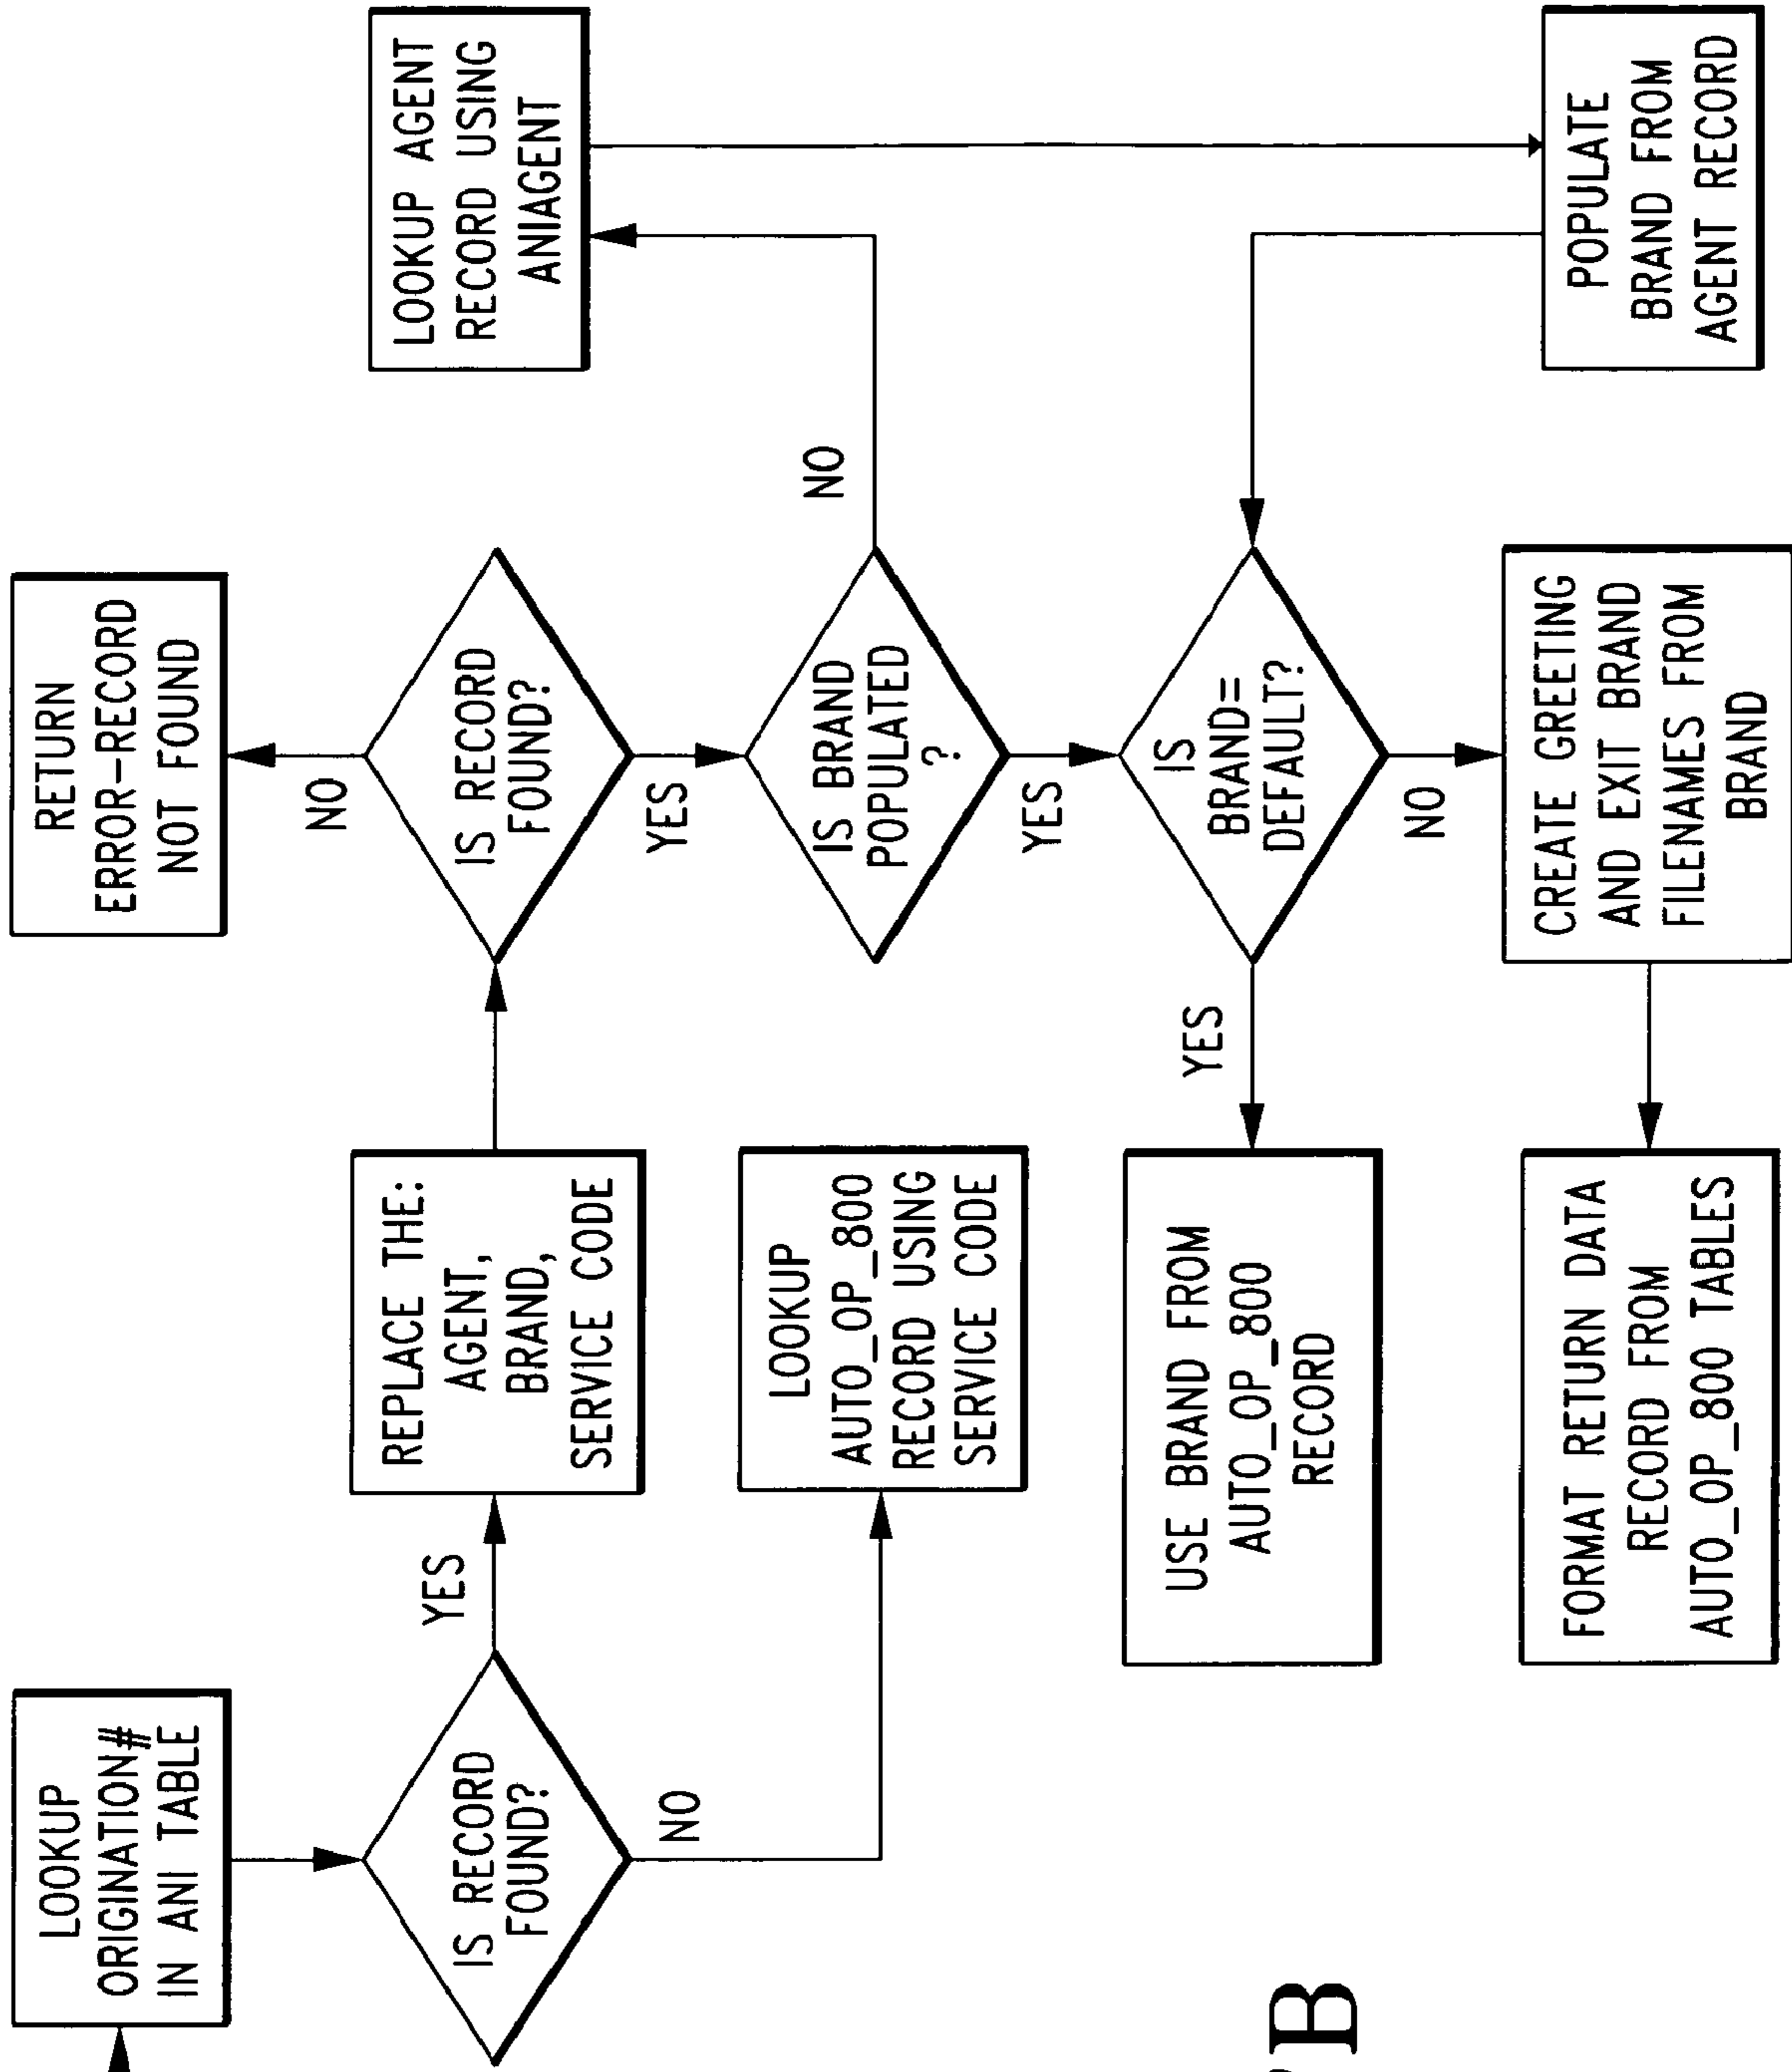 LOOKUP
ORIGINATION#
IN ANI TABLE
IS RECORD
FOUND?
YES
NO
REPLACE THE:
AGENT,
BRAND,
SERVICE CODE
LOOKUP
AUTO_OP_800
RECORD USING
SERVICE CODE
RETURN
ERROR-RECORD
NOT FOUND
NO
IS RECORD
FOUND?
YES
IS BRAND
POPULATED
?
NO
YES
LOOKUP AGENT
RECORD USING
ANIAGENT
POPULATE
BRAND FROM
AGENT RECORD
IS
BRAND=
DEFAULT?
YES
NO
USE BRAND FROM
AUTO_OP_800
RECORD
CREATE GREETING
AND EXIT BRAND
FILENAMES FROM
BRAND
FORMAT RETURN DATA
RECORD FROM
AUTO_OP_800 TABLES
B